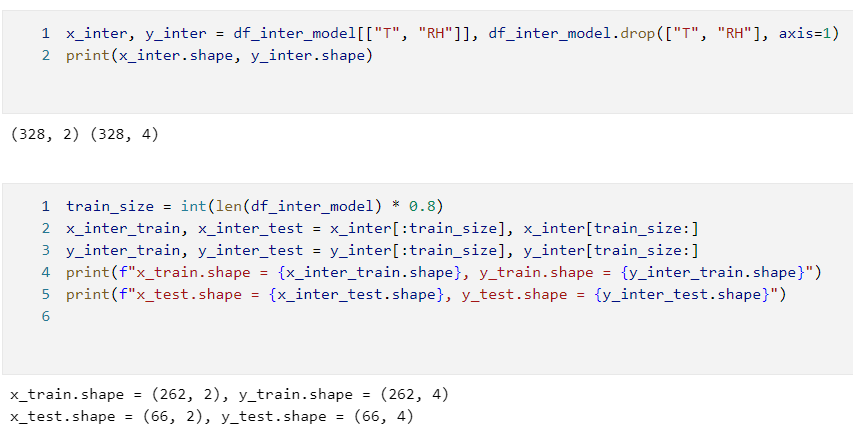 1 x_inter, y_inter = df_inter_model[["T", "RH"]], df_inter_model.drop(["T", "RH"], axis=1)
2 print(x_inter.shape, y_inter.shape)
(328, 2) (328, 4)
1 train_size = int(len(df_inter_model) * 0.8)
2 x_inter_train, x_inter_test = x_inter[:train_size], x_inter[train_size:]
3 y_inter_train, y_inter_test = y_inter[:train_size], y_inter[train_size:]
4 print(f"x_train.shape = {x_inter_train.shape}, y_train.shape = {y_inter_train.shape}")
5 print(f"x_test.shape = {x_inter_test.shape}, y_test.shape = {y_inter_test.shape}")
6
x_train.shape = (262, 2), y_train.shape = (262, 4)
x_test.shape = (66, 2), y_test.shape = (66, 4)